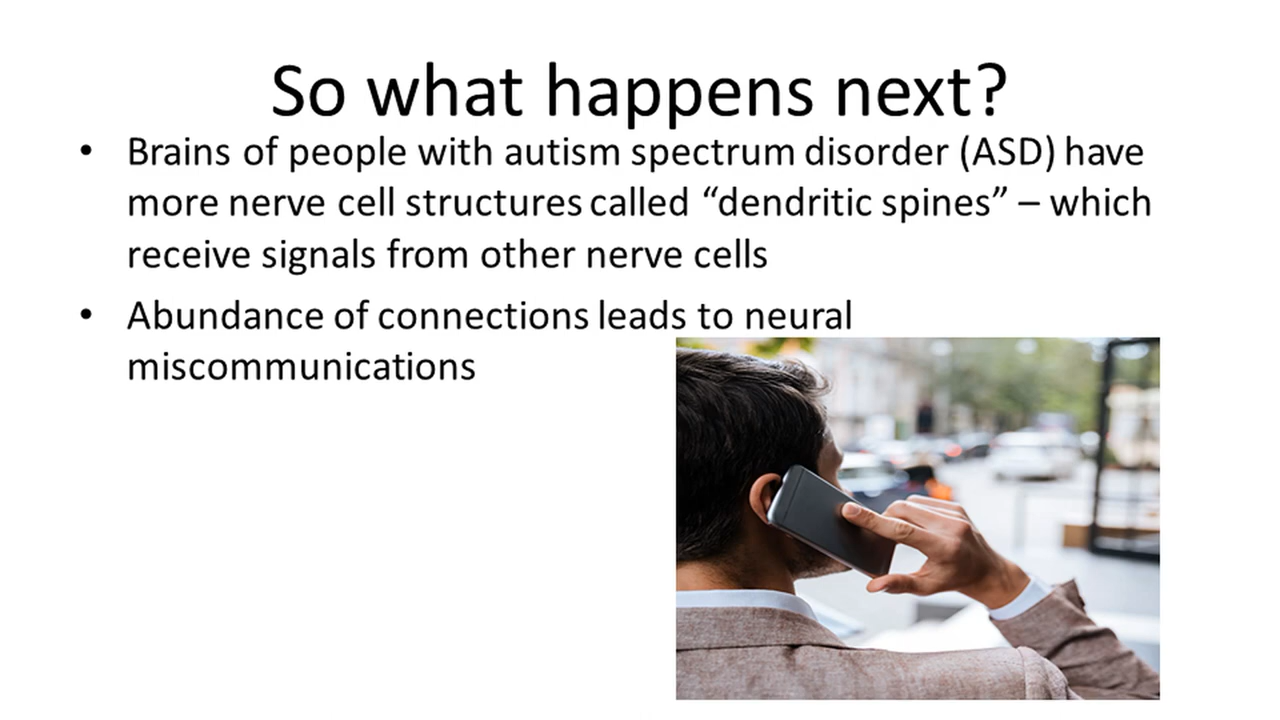 So what happens next?
• Brains of people with autism spectrum disorder (ASD) have
more nerve cell structures called “dendritic spines” – which
receive signals from other nerve cells
• Abundance of connections leads to neural
miscommunications